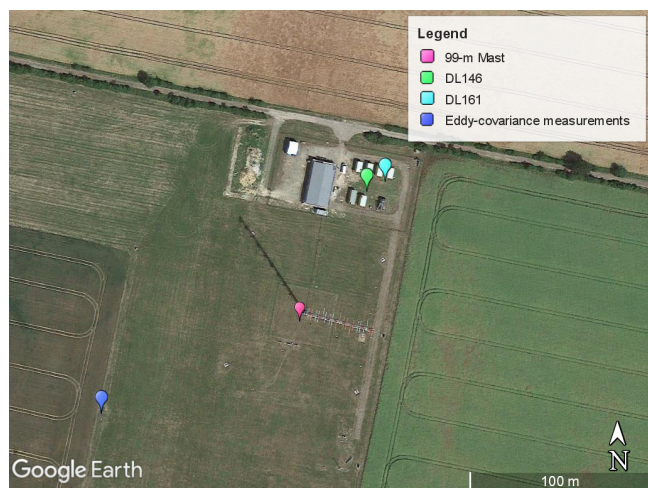 Legend
99-m Mast
DL146
DL161
Eddy-covariance measurements
N
Google Earth
100 m